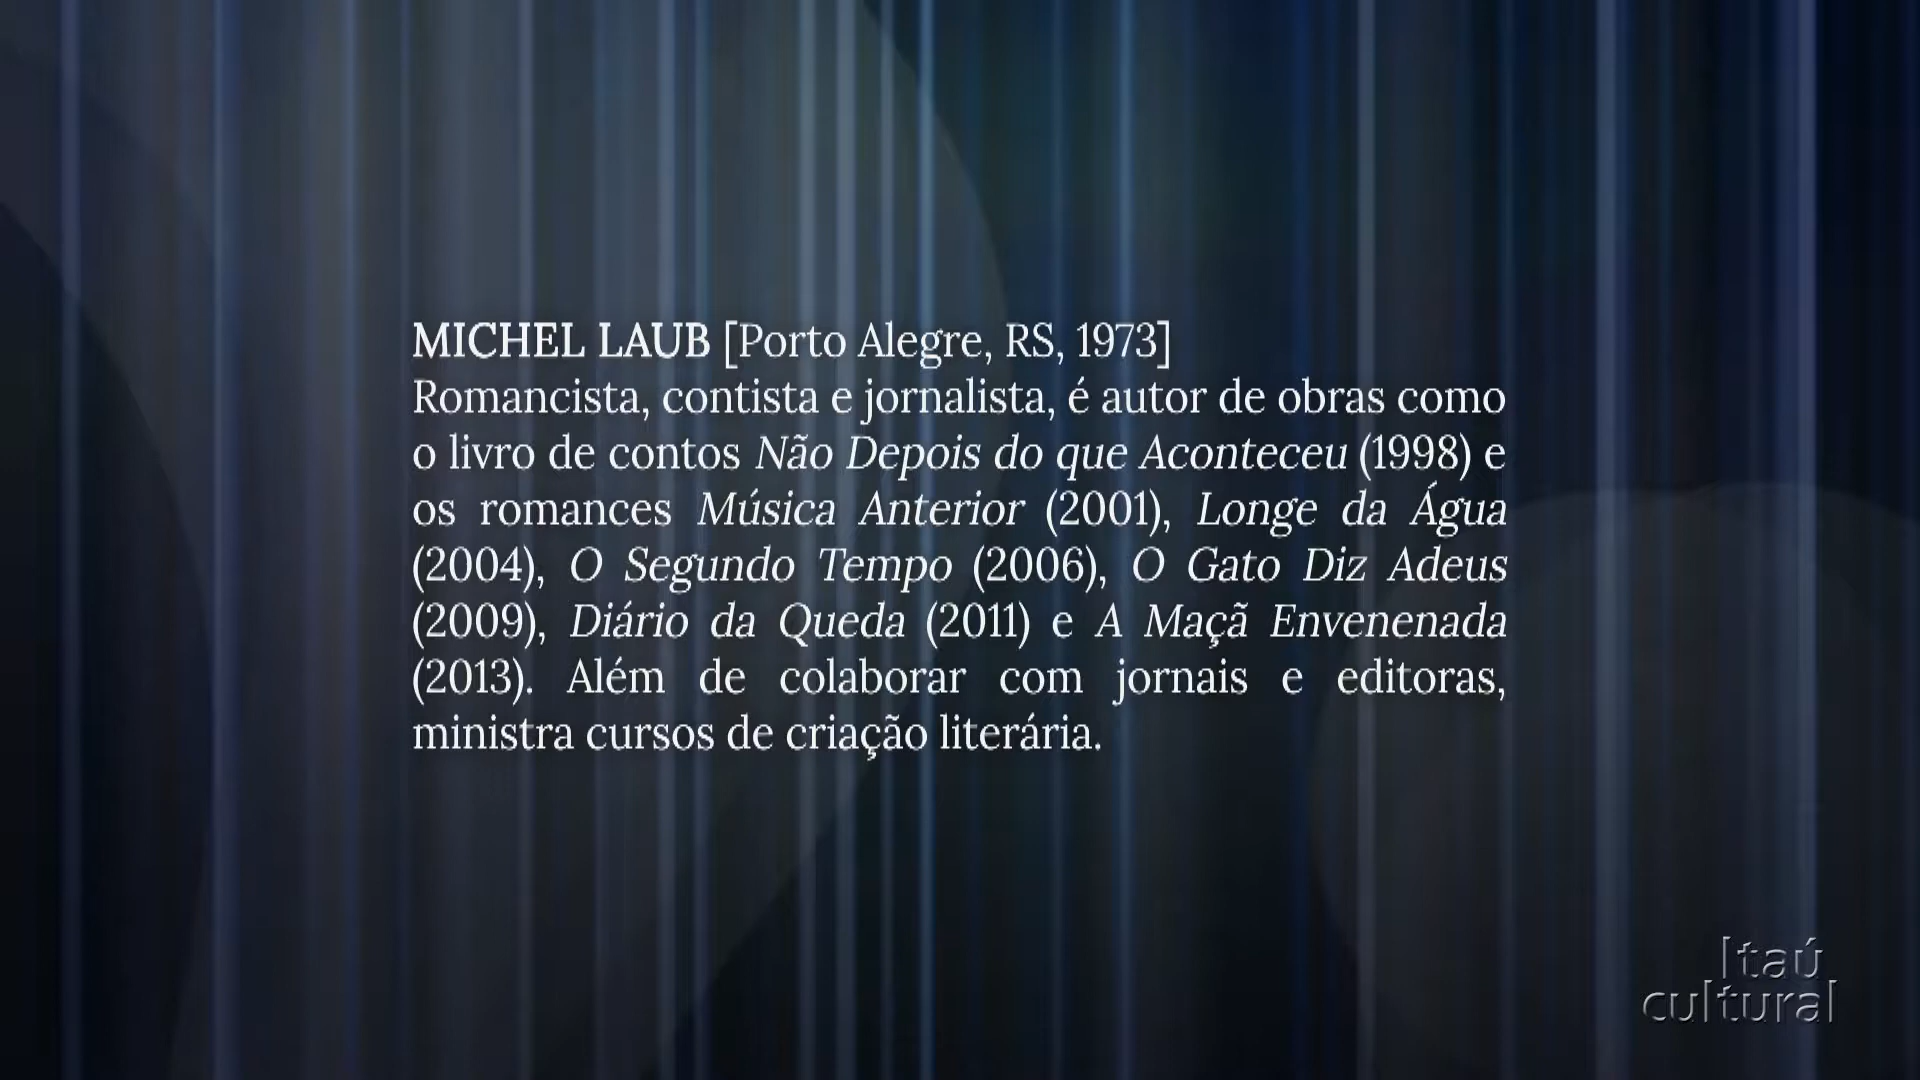 MICHEL LAUB [Porto Alegre, RS, 1973]
Romancista, contista e jornalista, é autor de obras como
o livro de contos Não Depois do que Aconteceu (1998) e
os romances Música Anterior (2001), Longe da Água
(2004), O Segundo Tempo (2006), O Gato Diz Adeus
(2009), Diário da Queda (2011) e A Maçã Envenenada
(2013). Além de colaborar com jornais e editoras,
ministra cursos de criação literária.
Itaú
cultural